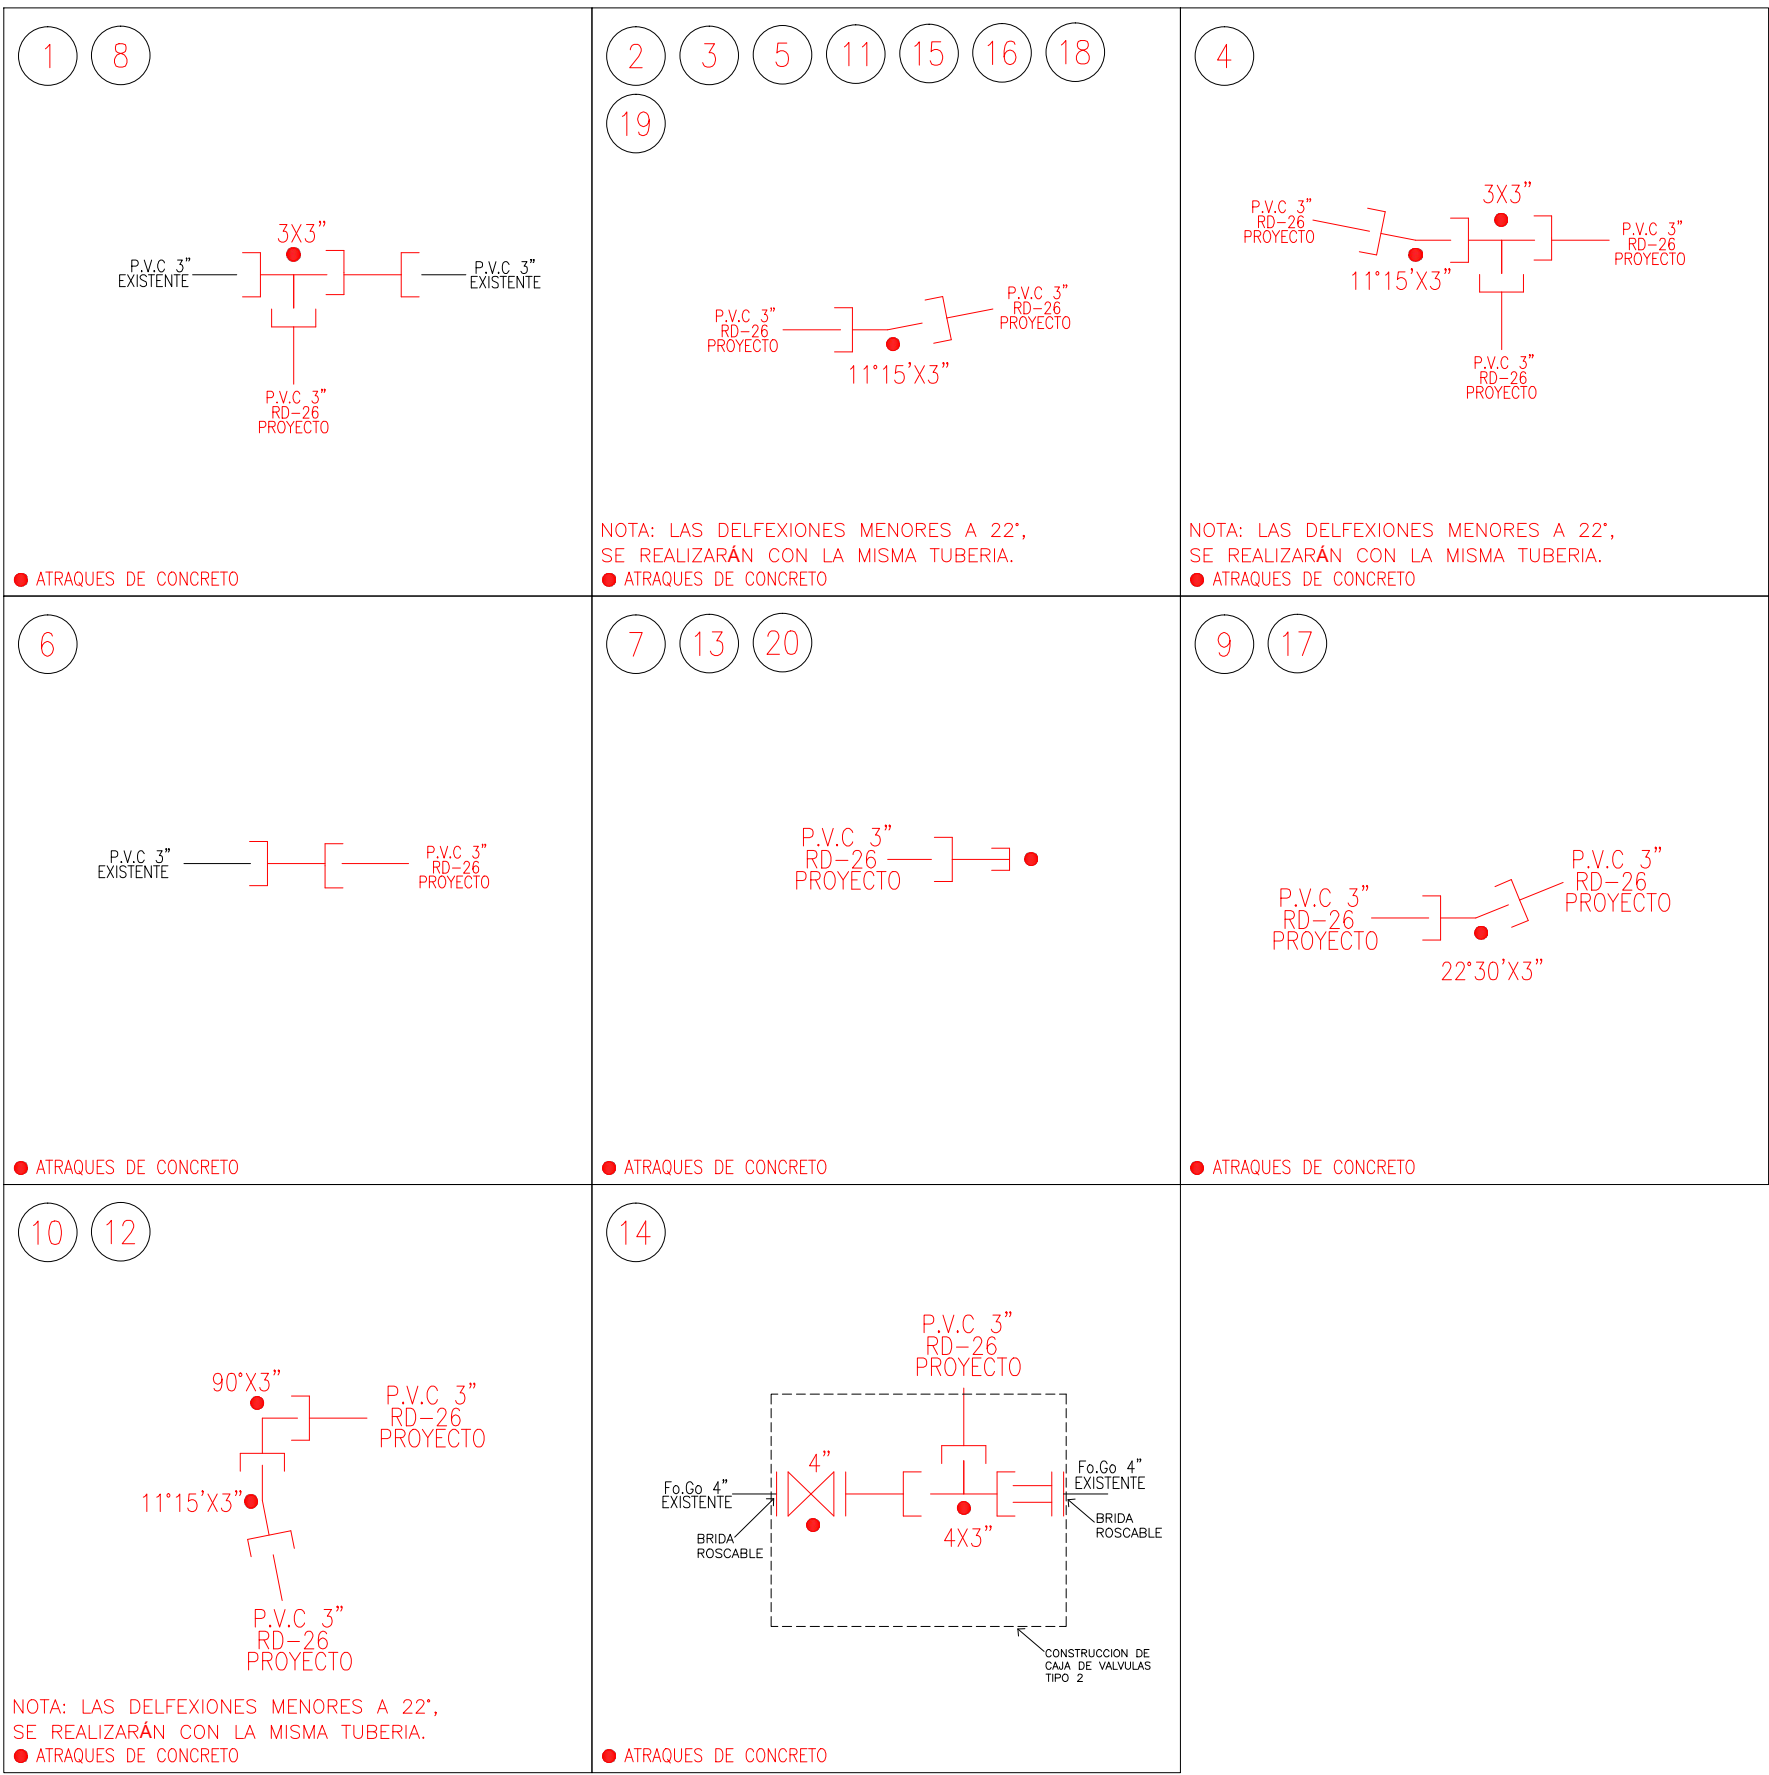 1 8
3X3”
P.V.C 3”
EXISTENTE
P.V.C 3”
EXISTENTE
P.V.C 3”
RD-26
PROYECTO
ATRAQUES DE CONCRETO
2 3 5 11 15 16 18
19
P.V.C 3”
RD-26
PROYECTO
P.V.C 3”
RD-26
PROYECTO
11°15'X3”
NOTA: LAS DELFEXIONES MENORES A 22°,
SE REALIZARÁN CON LA MISMA TUBERIA.
ATRAQUES DE CONCRETO
4
P.V.C 3”
RD-26
PROYECTO
3X3”
P.V.C 3”
RD-26
PROYECTO
11°15'X3”
P.V.C 3”
RD-26
PROYECTO
NOTA: LAS DELFEXIONES MENORES A 22°,
SE REALIZARÁN CON LA MISMA TUBERIA.
ATRAQUES DE CONCRETO
6
P.V.C 3”
EXISTENTE
P.V.C 3”
RD-26
PROYECTO
ATRAQUES DE CONCRETO
7 13 20
P.V.C 3”
RD-26
PROYECTO
ATRAQUES DE CONCRETO
9 17
P.V.C 3”
RD-26
PROYECTO
P.V.C 3”
RD-26
PROYECTO
22°30'X3”
ATRAQUES DE CONCRETO
10 12
90°X3”
P.V.C 3”
RD-26
PROYECTO
11°15'X3”
P.V.C 3”
RD-26
PROYECTO
NOTA: LAS DELFEXIONES MENORES A 22°,
SE REALIZARÁN CON LA MISMA TUBERIA.
ATRAQUES DE CONCRETO
14
P.V.C 3”
RD-26
PROYECTO
4”
Fo.Go 4”
EXISTENTE
Fo.Go 4”
EXISTENTE
BRIDA
ROSCABLE
4X3”
BRIDA
ROSCABLE
CONSTRUCCION DE
CAJA DE VALVULAS
TIPO 2
ATRAQUES DE CONCRETO